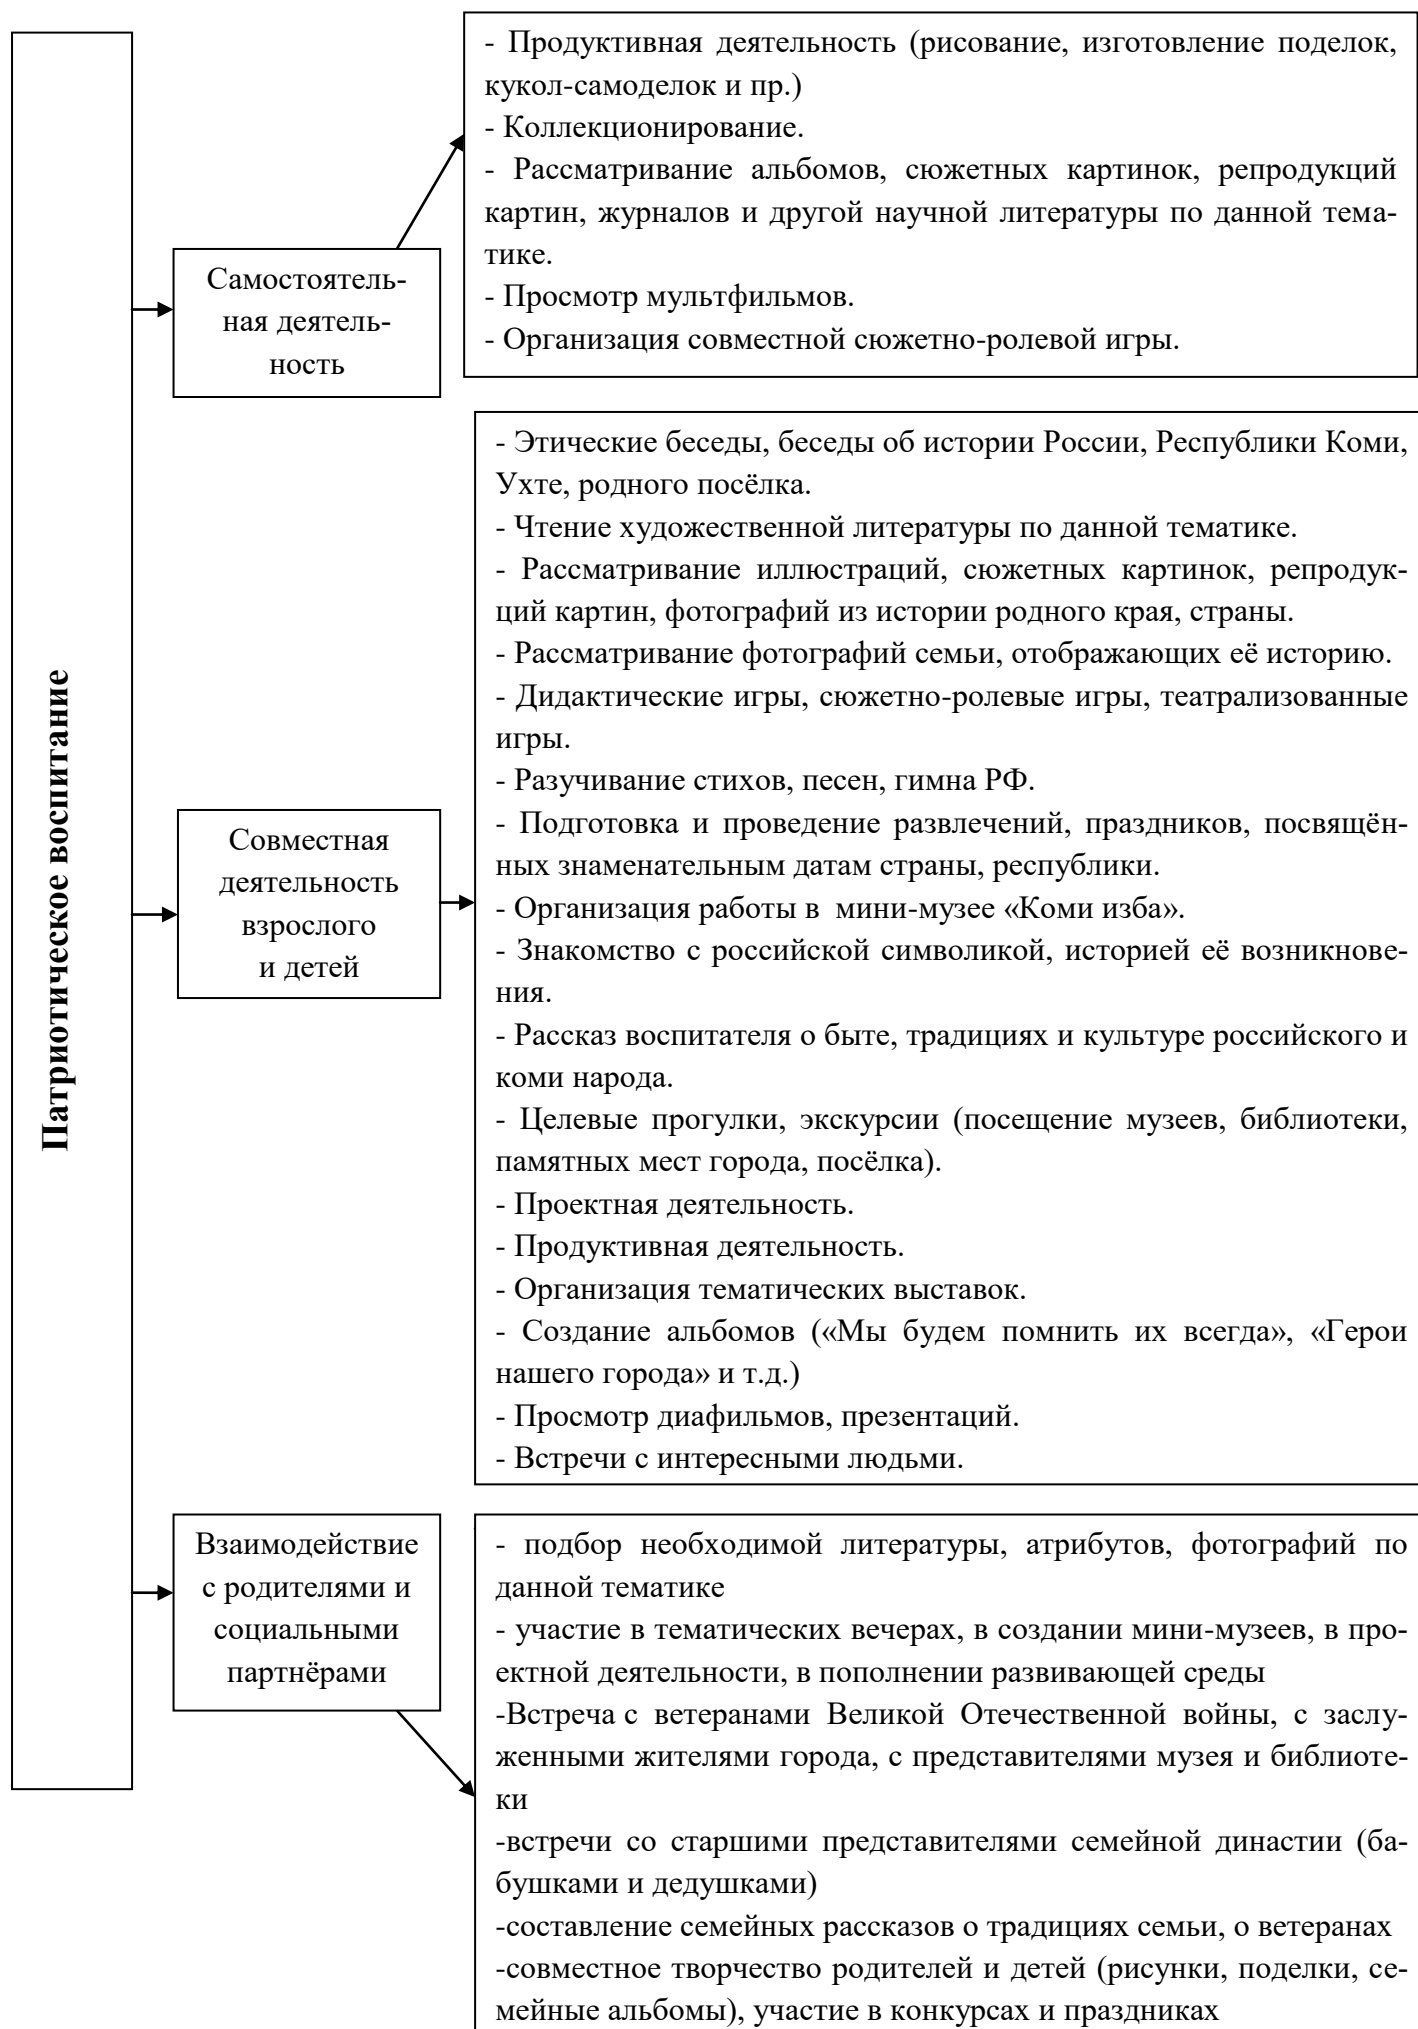 Патриотическое воспитание
Самостоятель-
ная деятель-
ность
- Продуктивная деятельность (рисование, изготовление поделок,
кукол-самоделок и пр.)
- Коллекционирование.
- Рассматривание альбомов, сюжетных картинок, репродукций
картин, журналов и другой научной литературы по данной тема-
тике.
- Просмотр мультфильмов.
- Организация совместной сюжетно-ролевой игры.
Совместная
деятельность
взрослого
и детей
- Этические беседы, беседы об истории России, Республики Коми,
Ухте, родного посёлка.
- Чтение художественной литературы по данной тематике.
- Рассматривание иллюстраций, сюжетных картинок, репродук-
ций картин, фотографий из истории родного края, страны.
- Рассматривание фотографий семьи, отображающих её историю.
- Дидактические игры, сюжетно-ролевые игры, театрализованные
игры.
- Разучивание стихов, песен, гимна РФ.
- Подготовка и проведение развлечений, праздников, посвящён-
ных знаменательным датам страны, республики.
- Организация работы в мини-музее «Коми изба».
- Знакомство с российской символикой, историей её возникнове-
ния.
- Рассказ воспитателя о быте, традициях и культуре российского и
коми народа.
- Целевые прогулки, экскурсии (посещение музеев, библиотеки,
памятных мест города, посёлка).
- Проектная деятельность.
- Продуктивная деятельность.
- Организация тематических выставок.
- Создание альбомов («Мы будем помнить их всегда», «Герои
нашего города» и т.д.)
- Просмотр диафильмов, презентаций.
- Встречи с интересными людьми.
Взаимодействие
с родителями и
социальными
партнёрами
- подбор необходимой литературы, атрибутов, фотографий по
данной тематике
- участие в тематических вечерах, в создании мини-музеев, в про-
ектной деятельности, в пополнении развивающей среды
-Встреча с ветеранами Великой Отечественной войны, с заслу-
женными жителями города, с представителями музея и библиоте-
ки
-встречи со старшими представителями семейной династии (ба-
бушками и дедушками)
-составление семейных рассказов о традициях семьи, о ветеранах
-совместное творчество родителей и детей (рисунки, поделки, се-
мейные альбомы), участие в конкурсах и праздниках